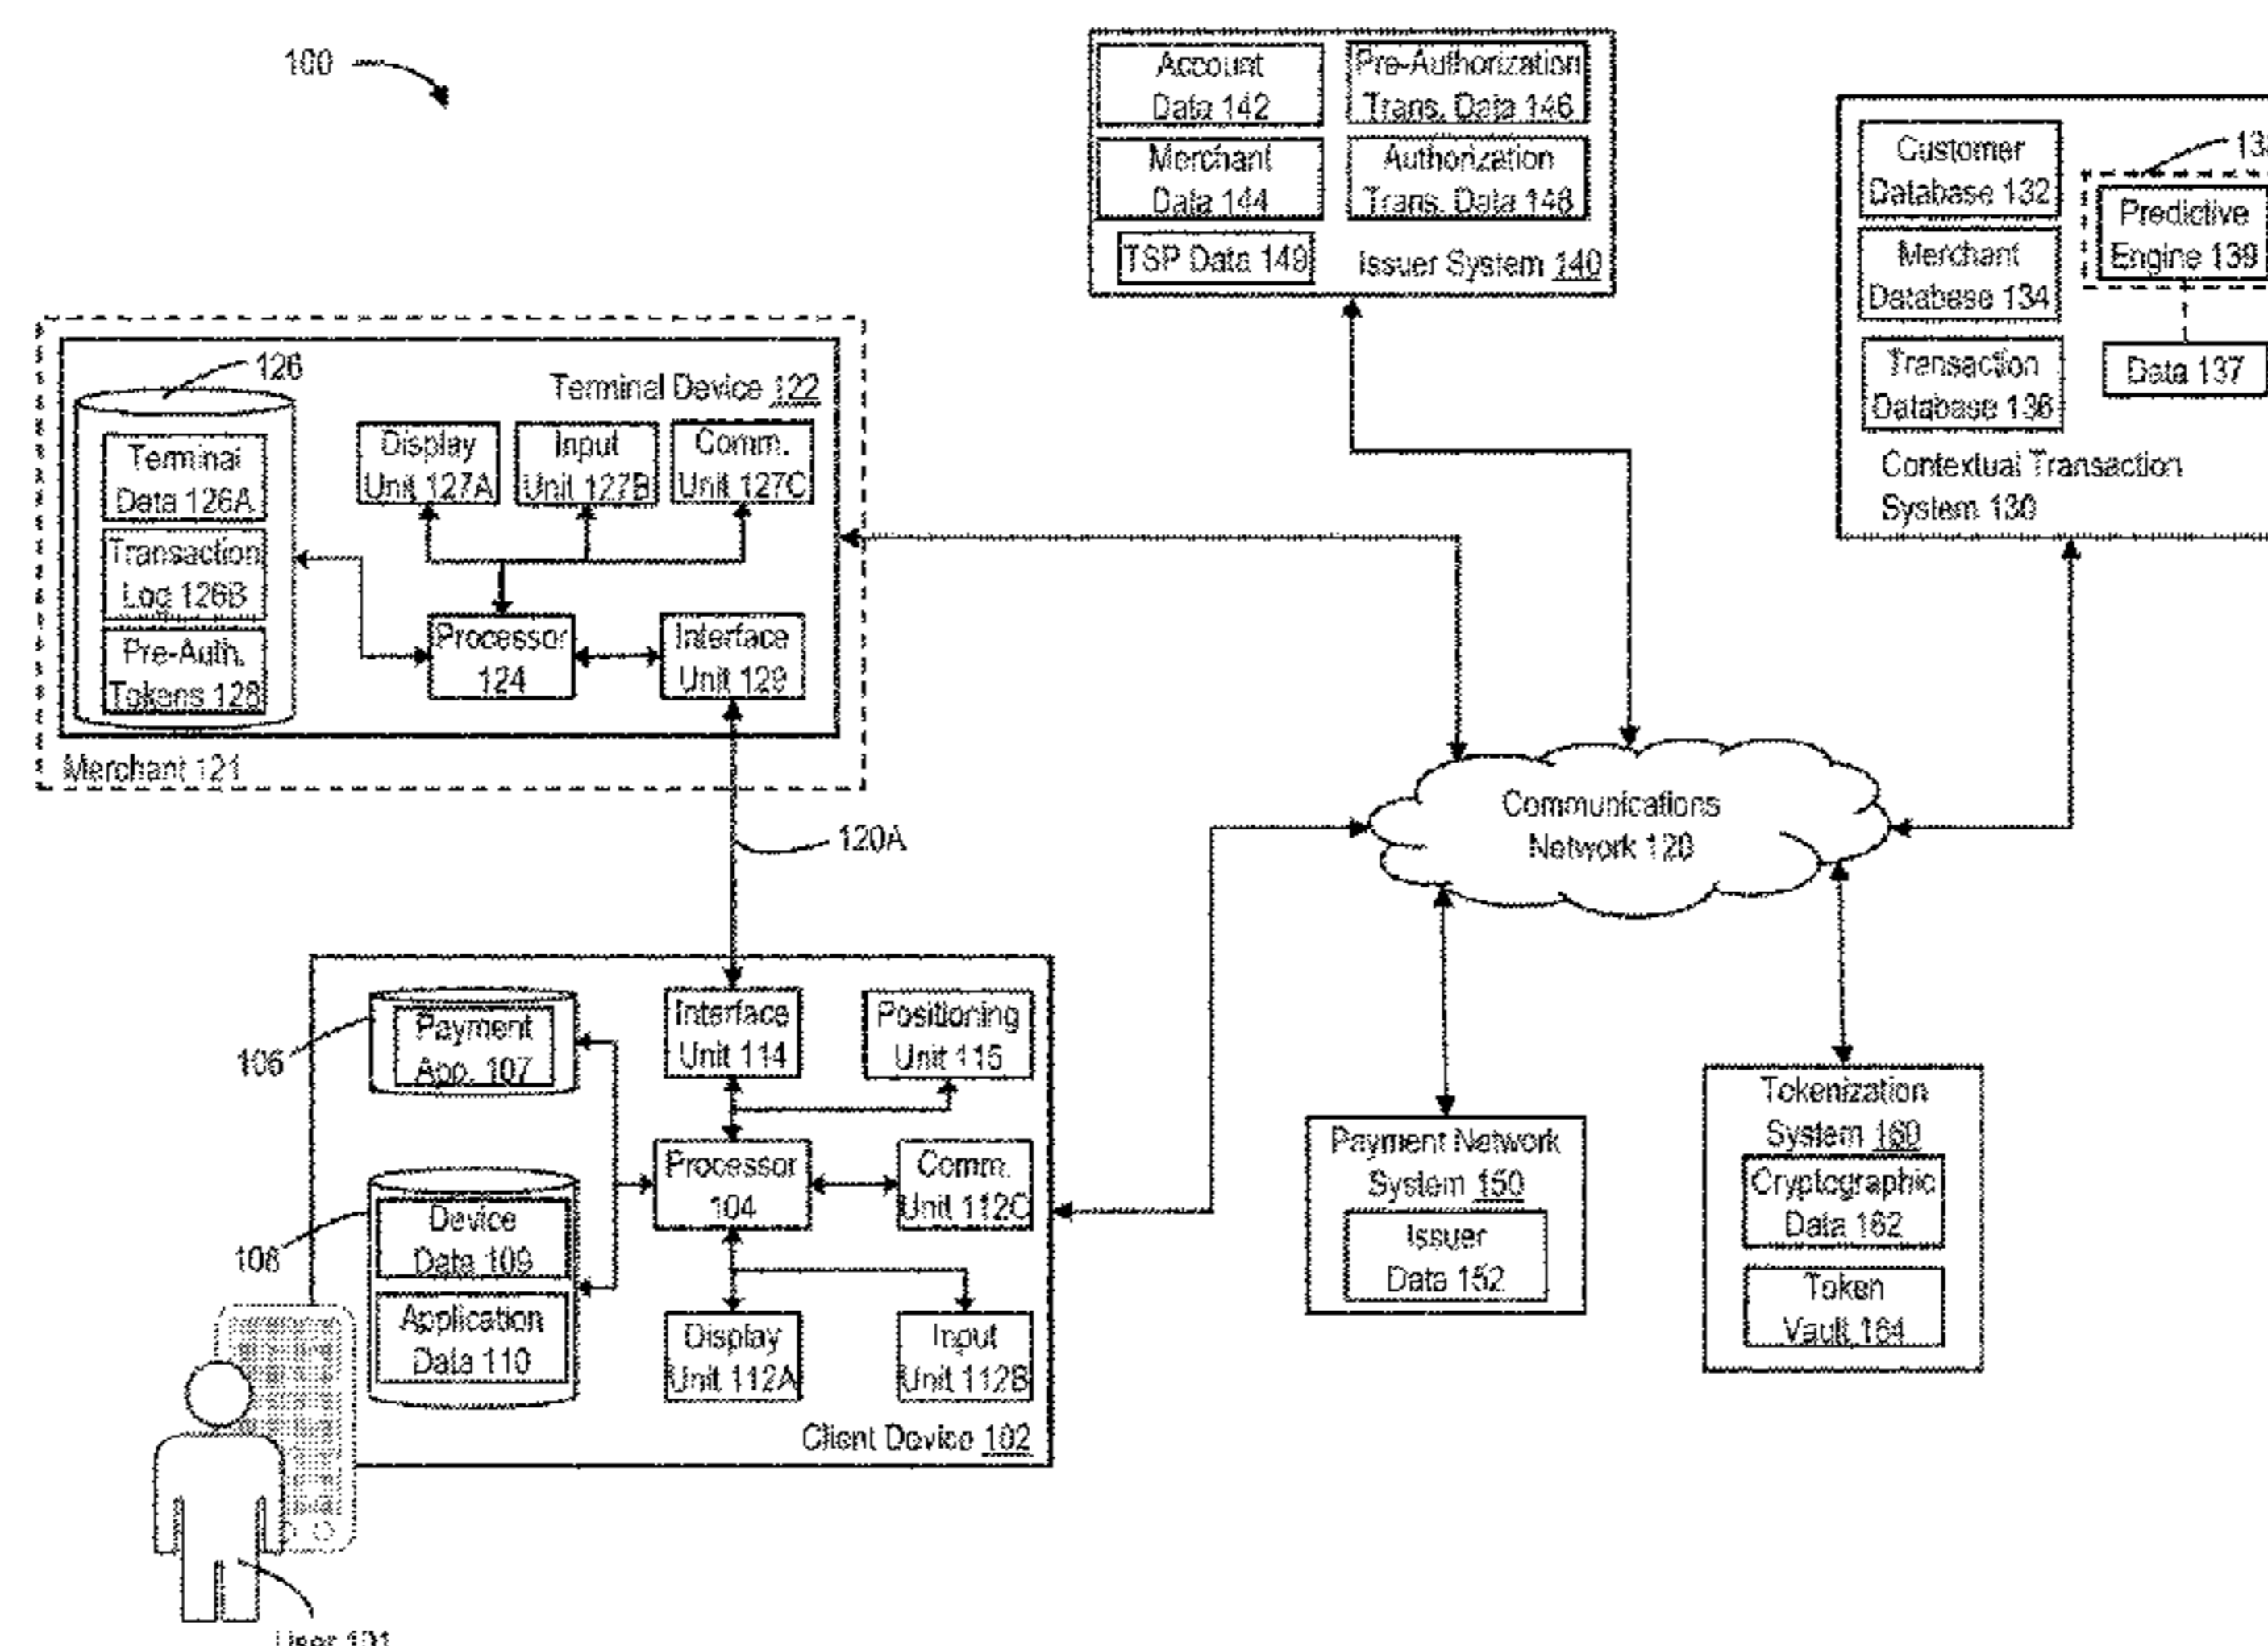 100
Account
Data 142
Pre-Authorization
Trans. Data 146
Merchant
Data 144
Authorization
Trans. Data 148
TSP Data 149
Issuer System 140
Customer
Database 132
Predictive
Engine 139
Merchant
Database 134
Transaction
Database 136
Data 137
Contextual Transaction
System 130
126
Terminal Device 122
Terminal
Data 126A
Transaction
Log 126B
Pre-Auth.
Tokens 128
Display
Unit 127A
Input
Unit 127B
Comm.
Unit 127C
Processor
124
Interface
Unit 129
Merchant 121
120A
Communications
Network 120
106
Payment
App. 107
Interface
Unit 114
Positioning
Unit 115
Processor
104
Comm.
Unit 112C
108
Device
Data 109
Application
Data 110
Display
Unit 112A
Input
Unit 112B
Client Device 102
Payment Network
System 150
Issuer
Data 152
Tokenization
System 160
Cryptographic
Data 162
Token
Vault 164
User 101